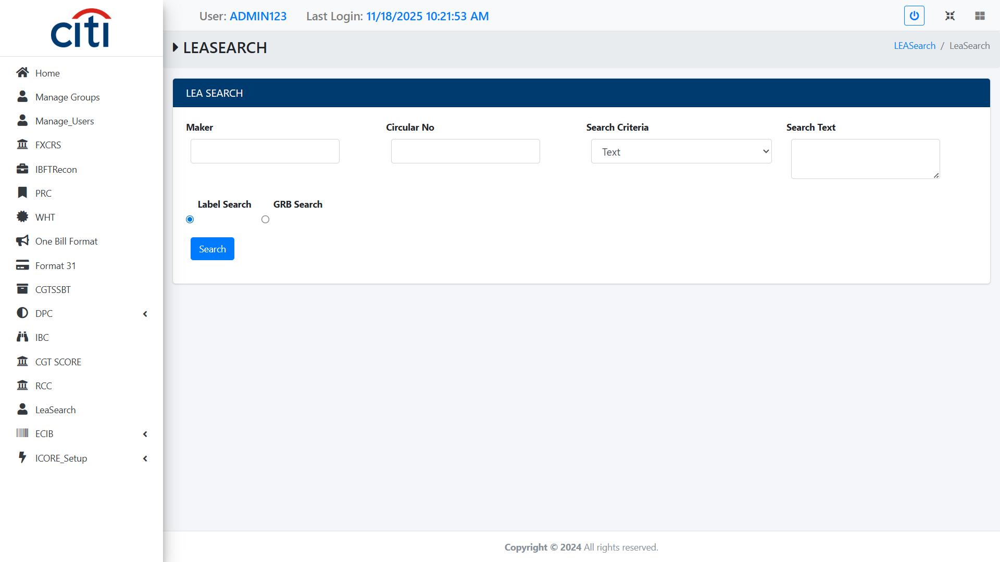 citi
User: ADMIN123 Last Login: 11/18/2025 10:21:53 AM
LEASEARCH
LEASearch / LeaSearch
Home
Manage Groups
Manage_Users
FXCRS
IBFTRecon
PRC
WHT
One Bill Format
Format 31
CGTSSBT
DPC
IBC
CGT SCORE
RCC
LeaSearch
ECIB
ICORE_Setup
LEA SEARCH
Maker Circular No Search Criteria Search Text
Text
Label Search GRB Search
Search
Copyright © 2024 All rights reserved.